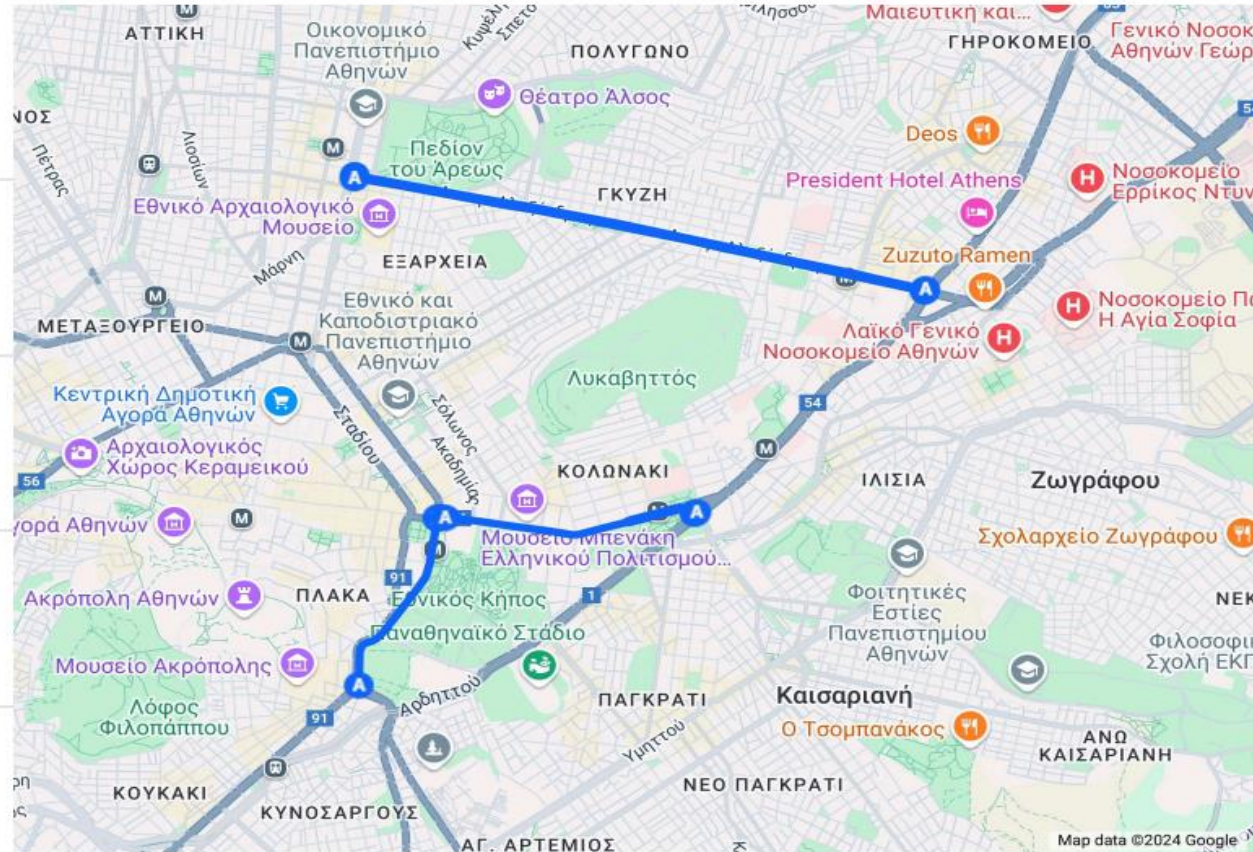 ΑΤΤΙΚΗ
Οικονομικό
Πανεπιστήμιο
Αθηνών
ΠΟΛΥΓΩΝΟ
Μαιευτική και...
ΓΗΡΟΚΟΜΕΙΟ
Γενικό Νοσοκ
Αθηνών Γεώρ
Θέατρο Άλσος
Deos
54
ΝΟΣ
Πέτρας
Λιοσίων
Πεδίον
του Άρεως
ΓΚΥΖΗ
President Hotel Athens
Νοσοκομείο
Ερρίκος Ντυν
Εθνικό Αρχαιολογικό
Μουσείο
Μάρνη
ΕΞΑΡΧΕΙΑ
Zuzuto Ramen
ΜΕΤΑΞΟΥΡΓΕΙΟ
Εθνικό και
Καποδιστριακό
Πανεπιστήμιο
Αθηνών
Νοσοκομείο Πα
Η Αγία Σοφία
Λαϊκό Γενικό
Νοσοκομείο Αθηνών
Λυκάβηττός
Κεντρική Δημοτική
Αγορά Αθηνών
Σταδίου
Σόλωνος
Ακαδημίας
54
Αρχαιολογικός
Χώρος Κεραμεικού
56
ΚΟΛΩΝΑΚΙ
ΙΛΙΣΙΑ
Ζωγράφου
γορά Αθηνών
Μουσείο Μπενάκη
Ελληνικού Πολιτισμού...
Σχολαρχείο Ζωγράφου
91
Ακρόπολη Αθηνών
ΠΛΑΚΑ
Εθνικός Κήπος
1
Φοιτητικές
Εστίες
Πανεπιστημίου
Αθηνών
ΝΕΚ
Παναθηναϊκό Στάδιο
Φιλοσοφι
Σχολή ΕΚΠ
Μουσείο Ακρόπολης
Αρδηττού
ΠΑΓΚΡΑΤΙ
Καισαριανή
Λόφος
Φιλοπάππου
91
Υμηττού
Ο Τσομπανάκος
ΑΝΩ
ΚΑΙΣΑΡΙΑΝΗ
ΚΟΥΚΑΚΙ
ΚΥΝΟΣΑΡΓΟΥΣ
ΝΕΟ ΠΑΓΚΡΑΤΙ
ΑΓ. ΑΡΤΕΜΙΟΣ
Map data ©2024 Google